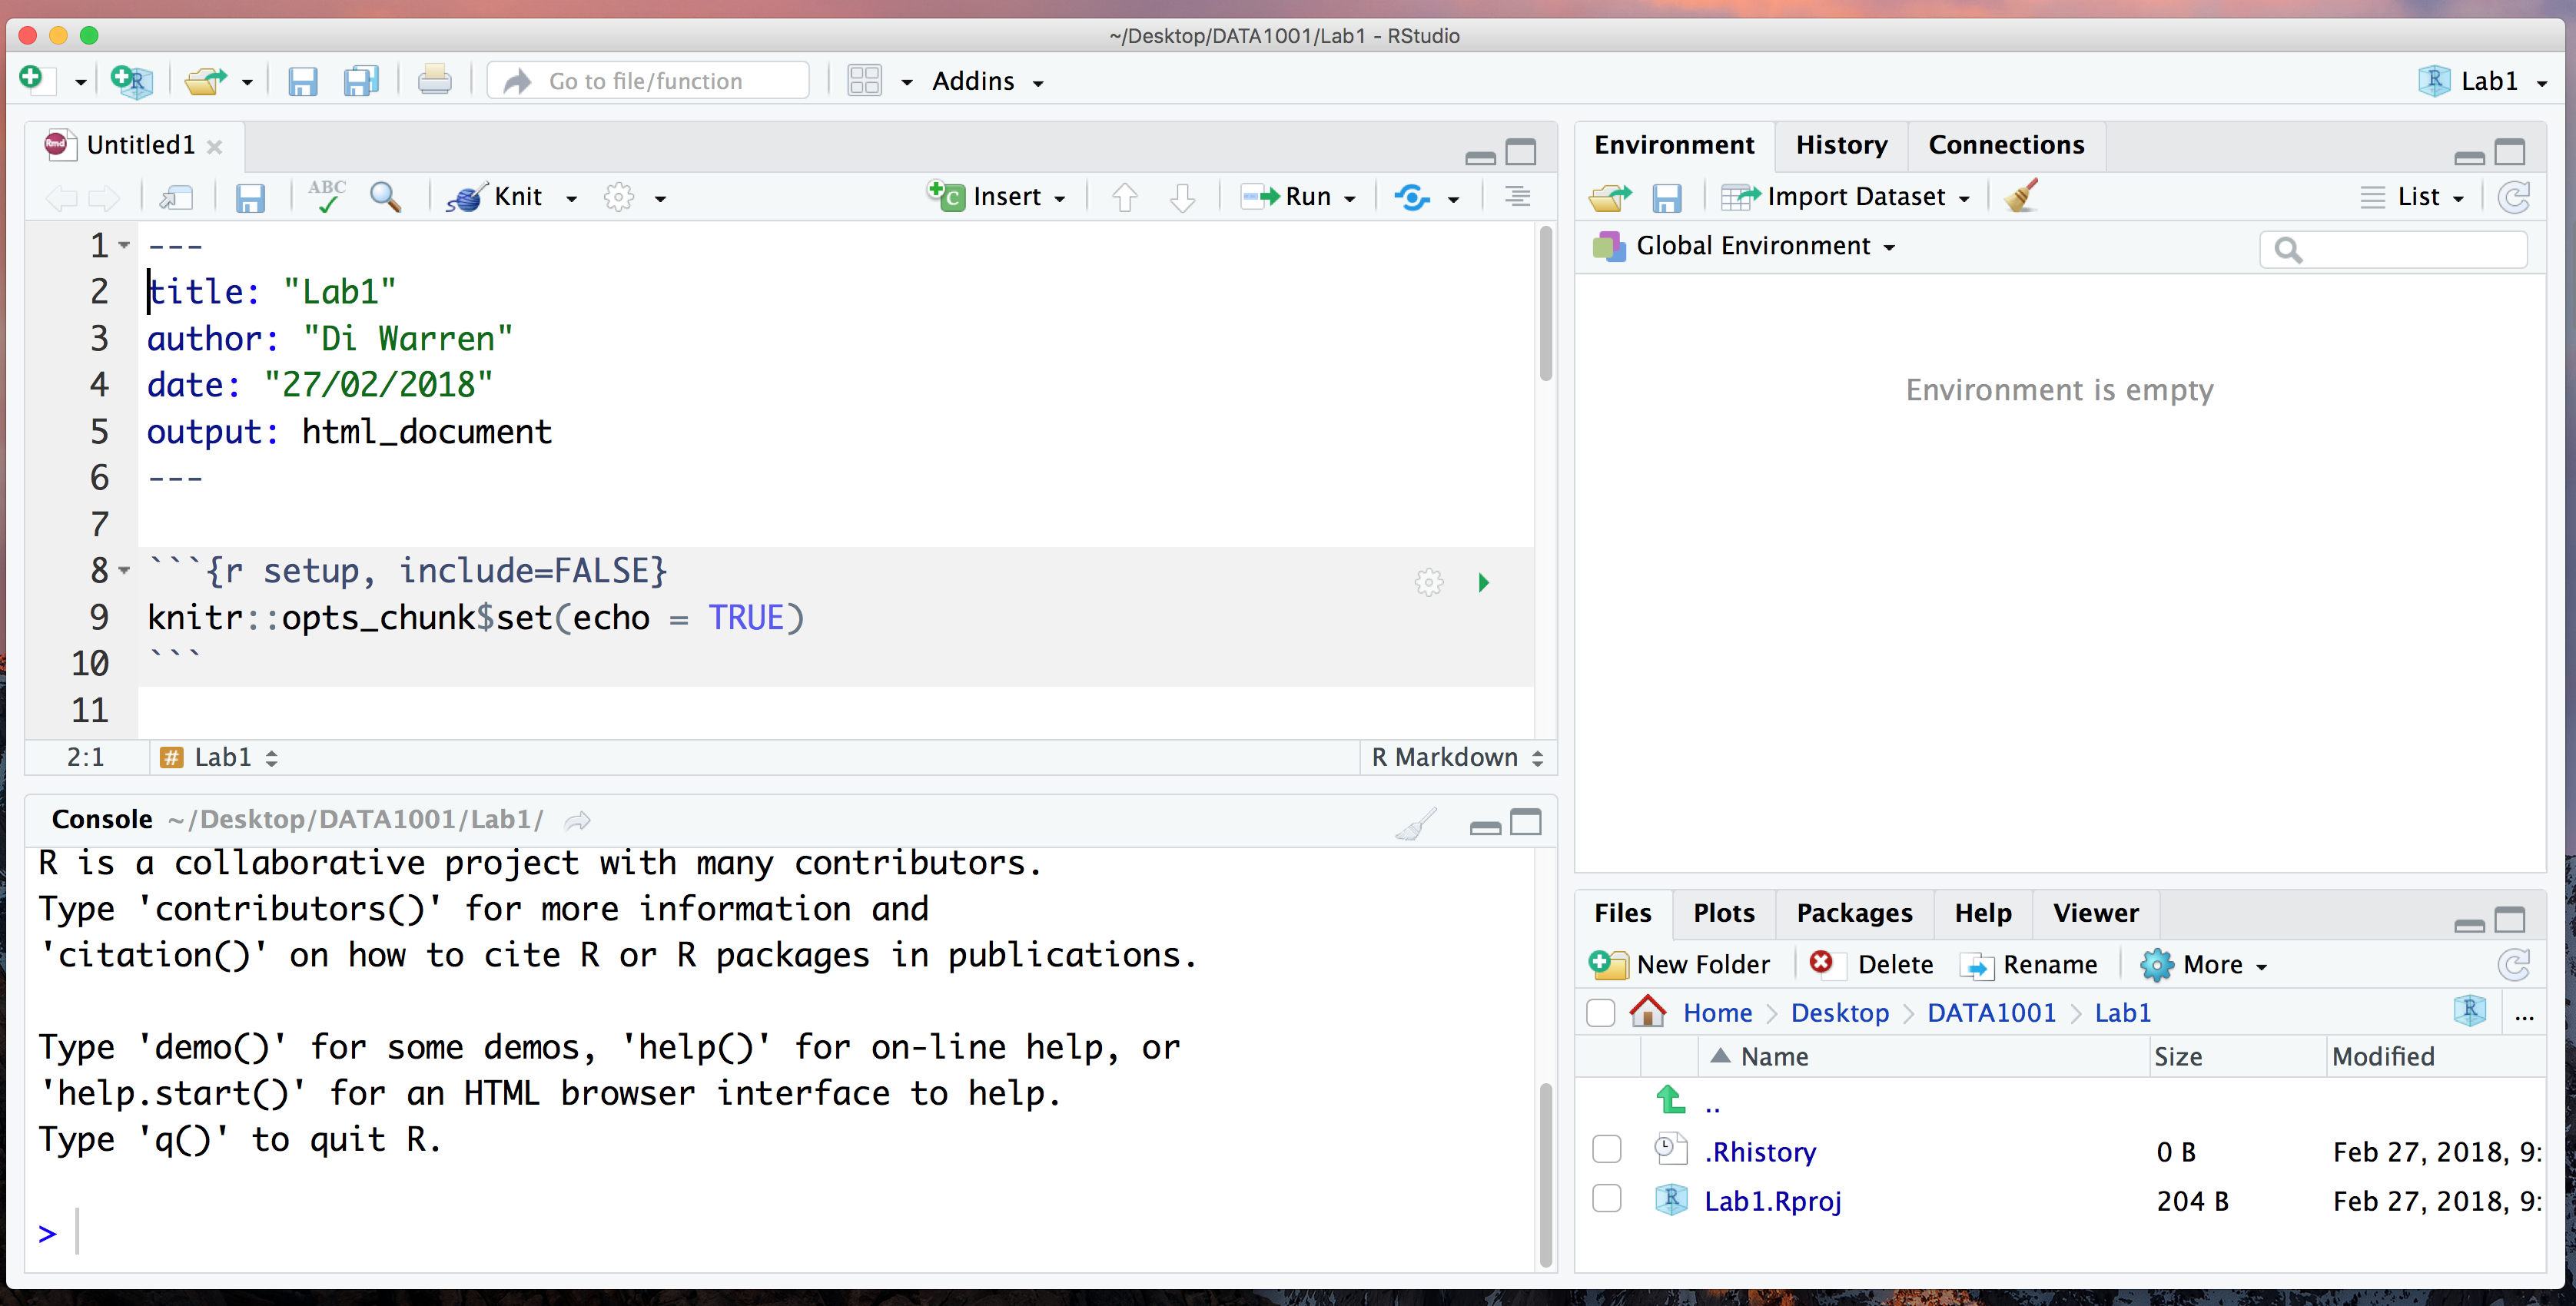 ~/Desktop/DATA1001/Lab1 - RStudio
Go to file/function
Addins
Lab1
Rmd Untitled1
ABC
Knit
Insert
Run
1 ---
2 title: "Lab1"
3 author: "Di Warren"
4 date: "27/02/2018"
5 output: html_document
6 ---
7
8 ```{r setup, include=FALSE}
9 knitr::opts_chunk$set(echo = TRUE)
10 ```
11
2:1 # Lab1
R Markdown
Console ~/Desktop/DATA1001/Lab1/
R is a collaborative project with many contributors.
Type 'contributors()' for more information and
'citation()' on how to cite R or R packages in publications.
Type 'demo()' for some demos, 'help()' for on-line help, or
'help.start()' for an HTML browser interface to help.
Type 'q()' to quit R.
>
Environment History Connections
Import Dataset List
Global Environment
Environment is empty
Files Plots Packages Help Viewer
New Folder Delete Rename More
Home Desktop DATA1001 Lab1 ...
Name Size Modified
..
.Rhistory 0 B Feb 27, 2018, 9:
Lab1.Rproj 204 B Feb 27, 2018, 9: